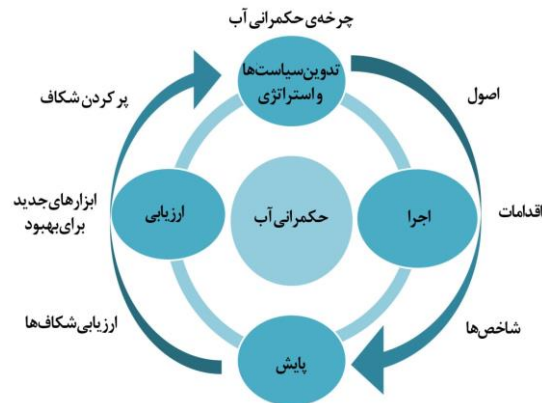 چرخه‌ی حکمرانی آب
تدوین سیاست‌ها
و استراتژی
اصول
اقدامات
شاخص‌ها
اجرا
پایش
ارزیابی
حکمرانی آب
ارزیابی شکاف‌ها
ابزارهای جدید
برای بهبود
پر کردن شکاف